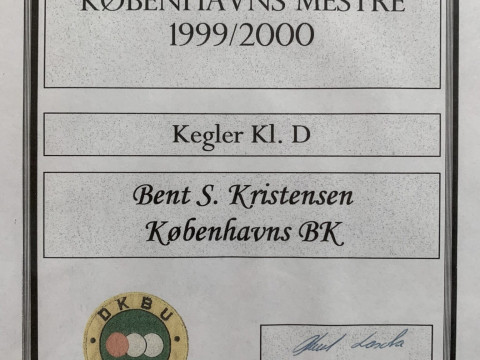 KØBENHAVNS MESTRE
1999/2000
Kegler Kl. D
Bent S. Kristensen
Københavns BK
DKBU